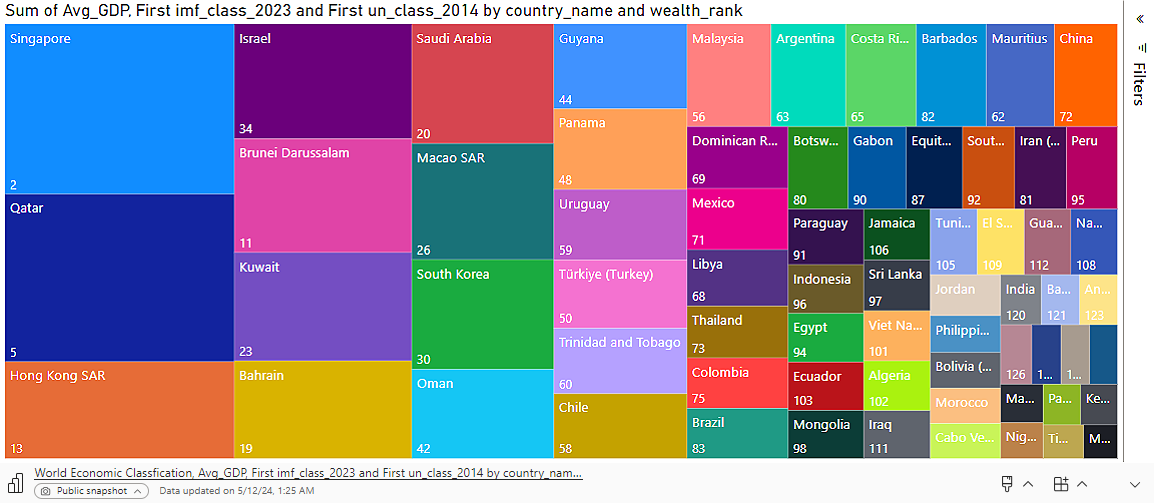 Sum of Avg_GDP, First imf_class_2023 and First un_class_2014 by country_name and wealth_rank
Singapore
2
Qatar
5
Hong Kong SAR
13
Israel
34
Brunei Darussalam
11
Kuwait
23
Bahrain
19
Saudi Arabia
20
Macao SAR
26
South Korea
30
Oman
42
Guyana
44
Panama
48
Uruguay
59
Türkiye (Turkey)
50
Trinidad and Tobago
60
Chile
58
Malaysia
56
Argentina
63
Costa Ri...
65
Barbados
82
Mauritius
62
China
72
Dominican R...
69
Mexico
71
Libya
68
Thailand
73
Colombia
75
Brazil
83
Botsw...
80
Gabon
90
Equit...
87
Sout...
92
Iran (...
81
Peru
95
Paraguay
91
Indonesia
96
Egypt
94
Ecuador
103
Mongolia
98
Jamaica
106
Sri Lanka
97
Viet Na...
101
Algeria
102
Iraq
111
Tuni...
105
El S...
109
Gua...
112
Na...
108
Jordan
Philippi...
Bolivia (...
Morocco
Cabo Ve...
India
120
Ba...
121
An...
123
126
1...
1...
Ma...
Pa...
Ke...
Nig...
Ti...
M...
Filters
World Economic Classfication, Avg_GDP, First imf_class_2023 and First un_class_2014 by country_nam...
Public snapshot
Data updated on 5/12/24, 1:25 AM